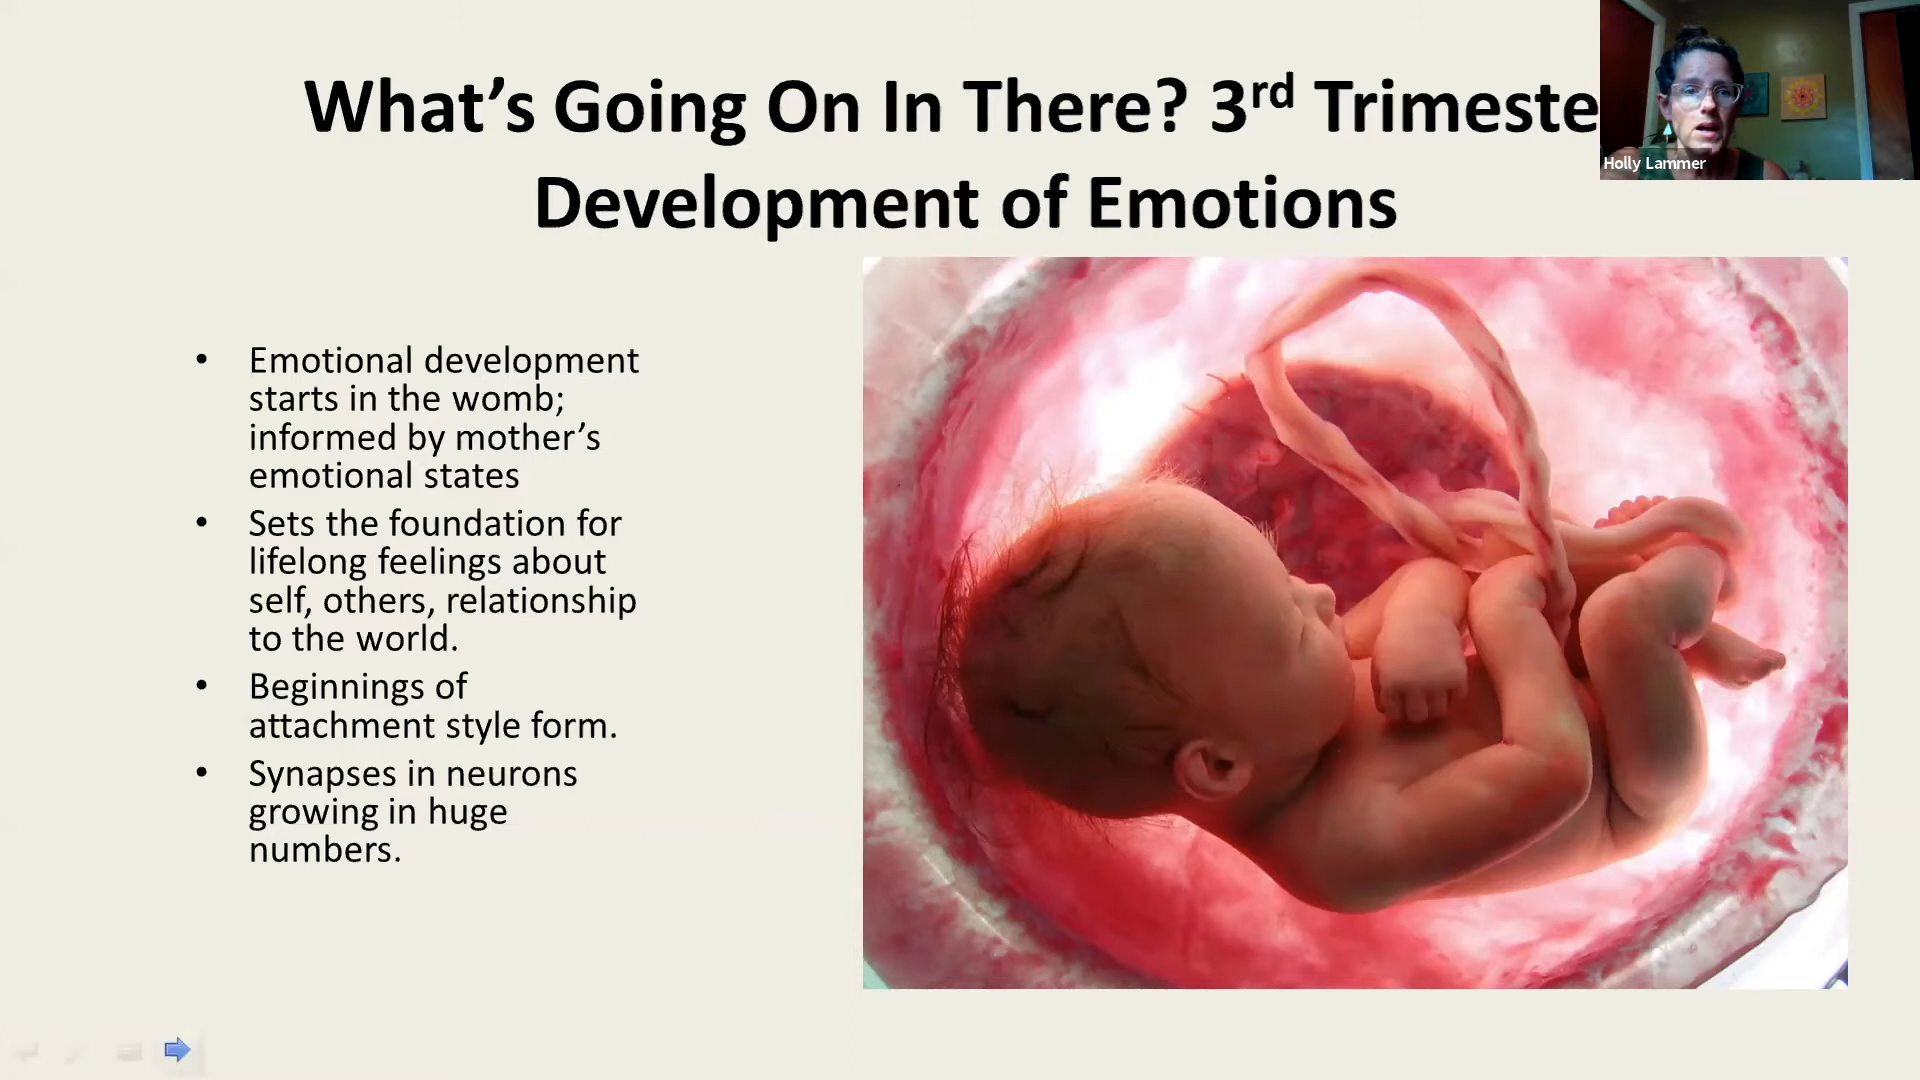 What’s Going On In There? 3rd Trimeste
Development of Emotions
Holly Lammer
• Emotional development
starts in the womb;
informed by mother’s
emotional states
• Sets the foundation for
lifelong feelings about
self, others, relationship
to the world.
• Beginnings of
attachment style form.
• Synapses in neurons
growing in huge
numbers.